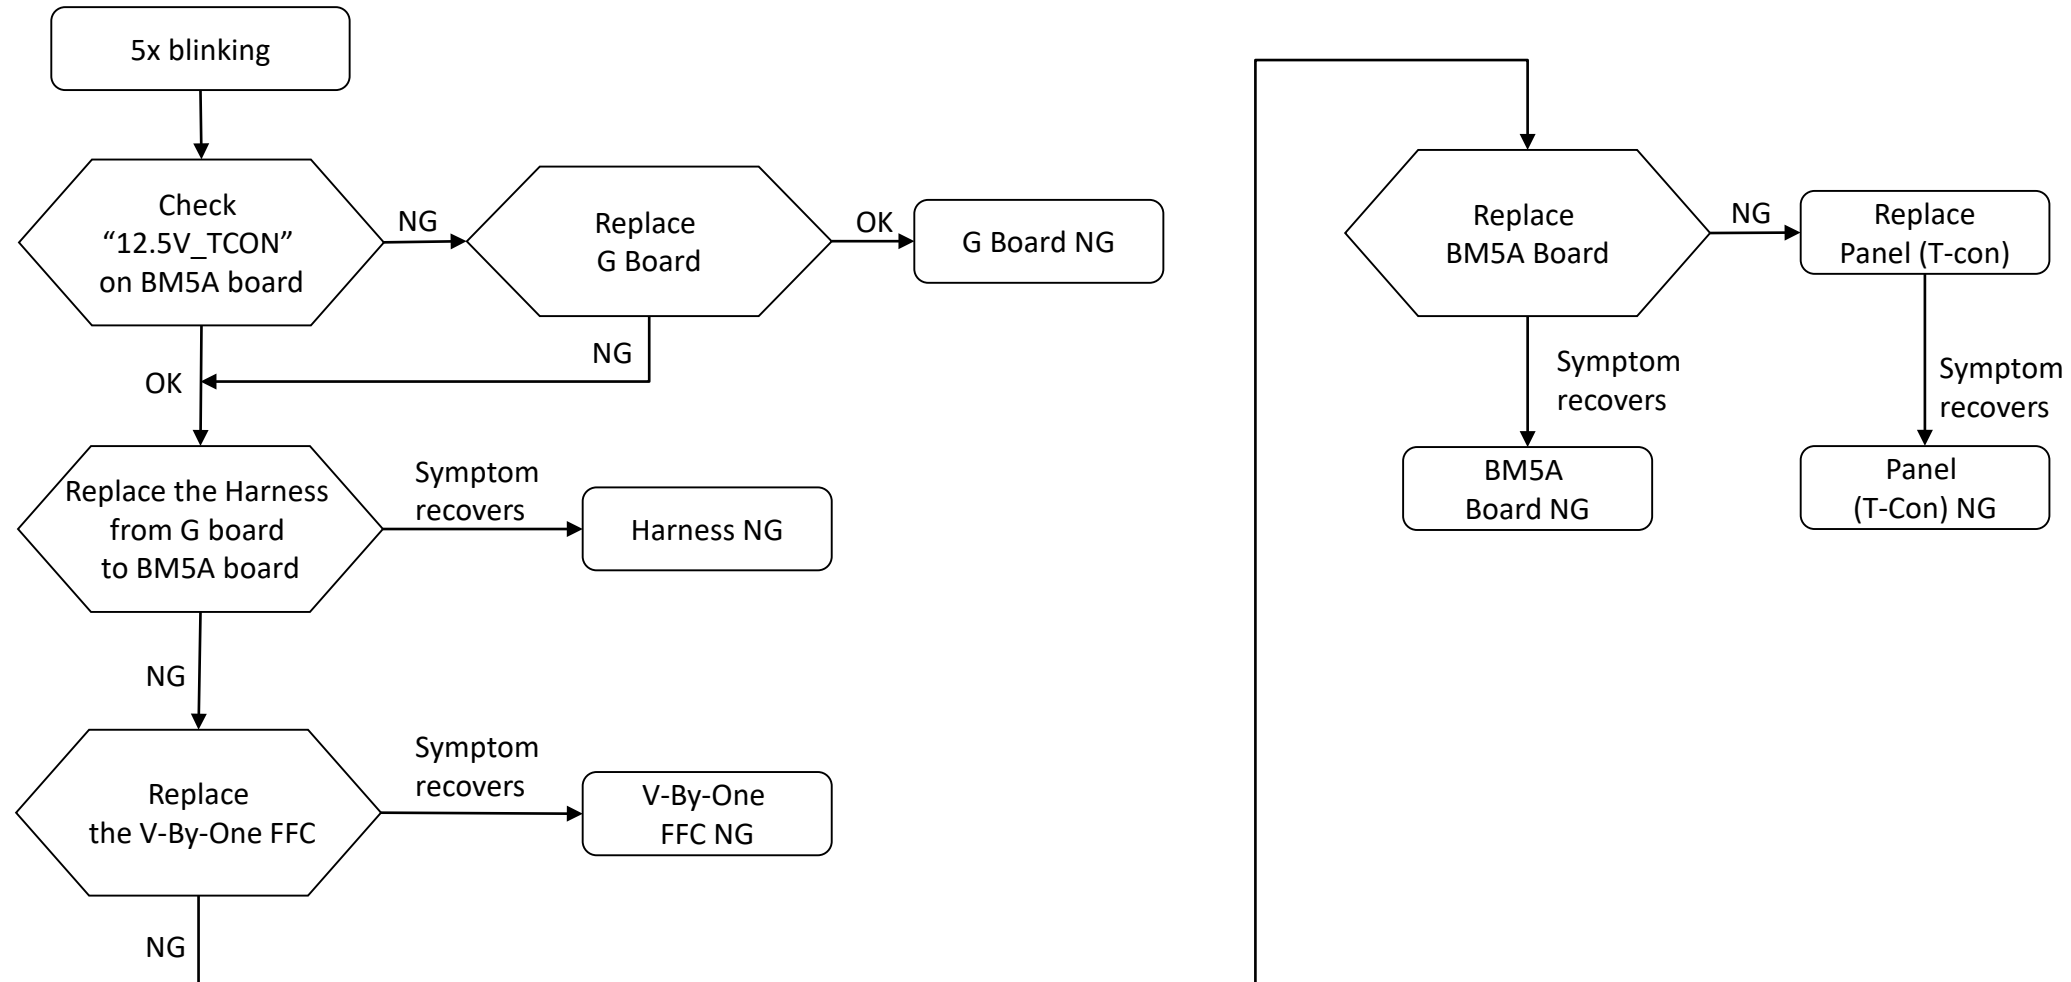 5x blinking
Check
“12.5V_TCON”
on BM5A board
NG
Replace
G Board
OK
G Board NG
NG
OK
Replace the Harness
from G board
to BM5A board
Symptom
recovers
Harness NG
NG
Replace
the V-By-One FFC
Symptom
recovers
V-By-One
FFC NG
NG
Replace
BM5A Board
NG
Replace
Panel (T-con)
Symptom
recovers
BM5A
Board NG
Symptom
recovers
Panel
(T-Con) NG